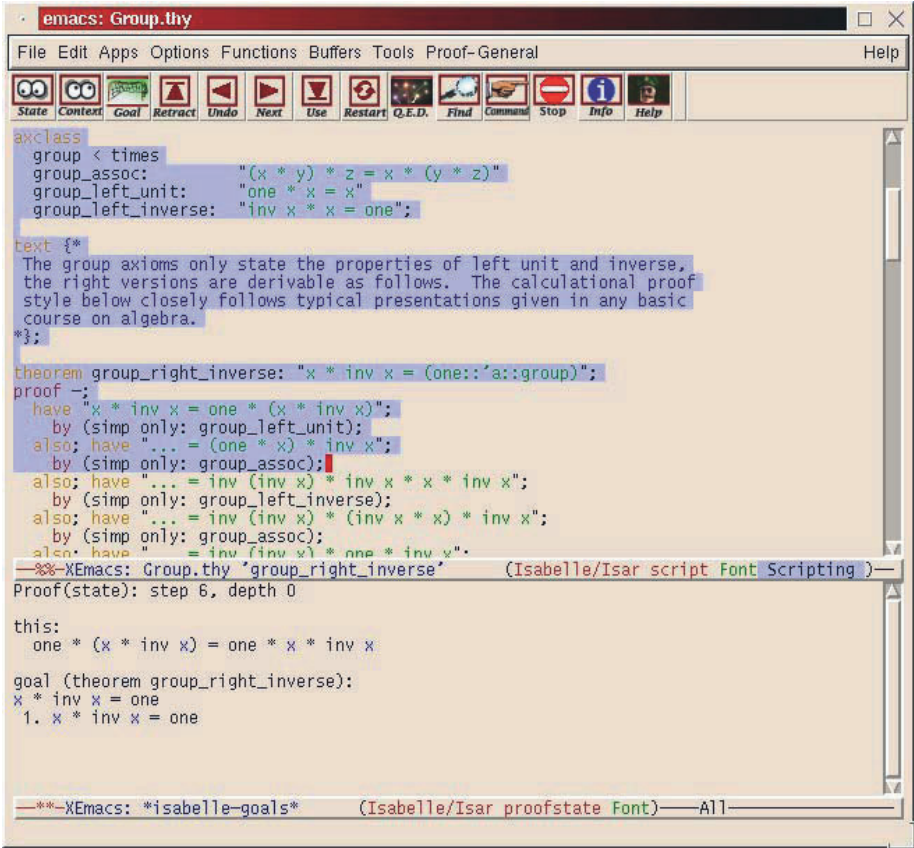 emacs: Group.thy
File Edit Apps Options Functions Buffers Tools Proof-General Help
State Context Goal Retract Undo Next Use Restart Q.E.D. Find Command Stop Info Help
axclass
group < times
group_assoc: "(x * y) * z = x * (y * z)"
group_left_unit: "one * x = x"
group_left_inverse: "inv x * x = one";
text {*
The group axioms only state the properties of left unit and inverse,
the right versions are derivable as follows. The calculational proof
style below closely follows typical presentations given in any basic
course on algebra.
*};
theorem group_right_inverse: "x * inv x = (one::'a::group)";
proof -;
have "x * inv x = one * (x * inv x)";
by (simp only: group_left_unit);
also; have "... = (one * x) * inv x";
by (simp only: group_assoc);
also; have "... = inv (inv x) * inv x * x * inv x";
by (simp only: group_left_inverse);
also; have "... = inv (inv x) * (inv x * x) * inv x";
by (simp only: group_assoc);
also; have "... = inv (inv x) * one * inv x";
--%%-XEmacs: Group.thy 'group_right_inverse' (Isabelle/Isar script Font Scripting )--
Proof(state): step 6, depth 0
this:
one * (x * inv x) = one * x * inv x
goal (theorem group_right_inverse):
x * inv x = one
1. x * inv x = one
--**-XEmacs: *isabelle-goals* (Isabelle/Isar proofstate Font)----All----